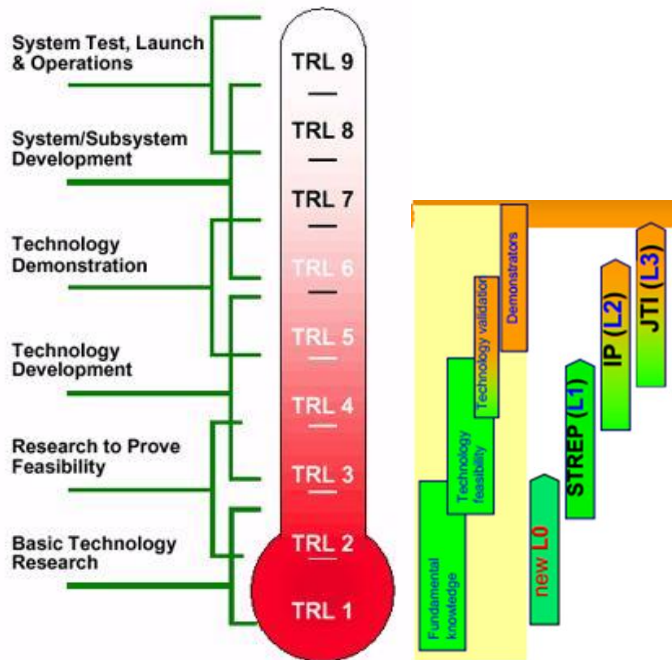 System Test, Launch
& Operations
System/Subsystem
Development
Technology
Demonstration
Technology
Development
Research to Prove
Feasibility
Basic Technology
Research
TRL 9
TRL 8
TRL 7
TRL 6
TRL 5
TRL 4
TRL 3
TRL 2
TRL 1
Fundamental
knowledge
Technology
feasibility
Technology validation
Demonstrators
new L0
STREP (L1)
IP (L2)
JTI (L3)